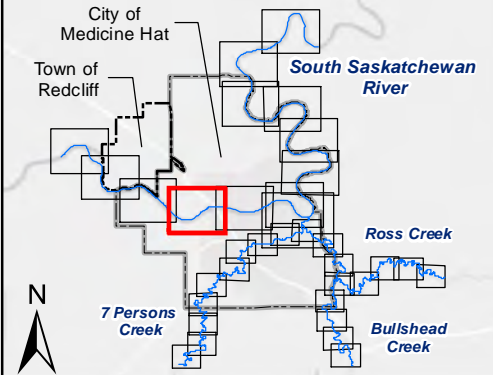 City of
Medicine Hat
Town of
Redcliff
South Saskatchewan
River
Ross Creek
7 Persons
Creek
Bullshead
Creek
N